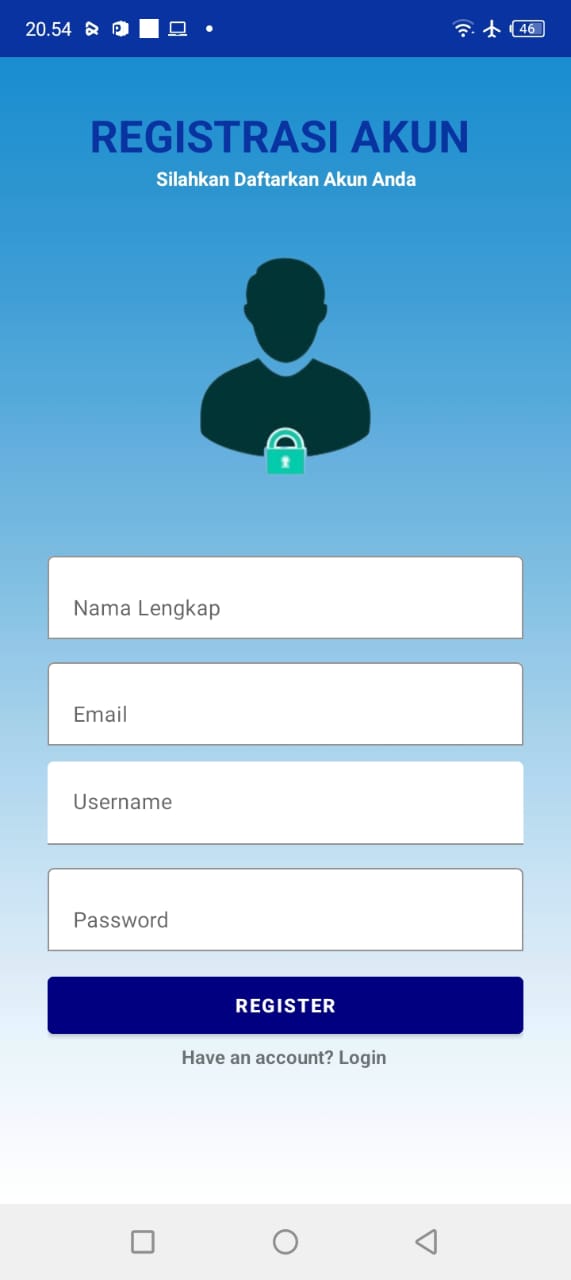 20.54
46
REGISTRASI AKUN
Silahkan Daftarkan Akun Anda
Nama Lengkap
Email
Username
Password
REGISTER
Have an account? Login